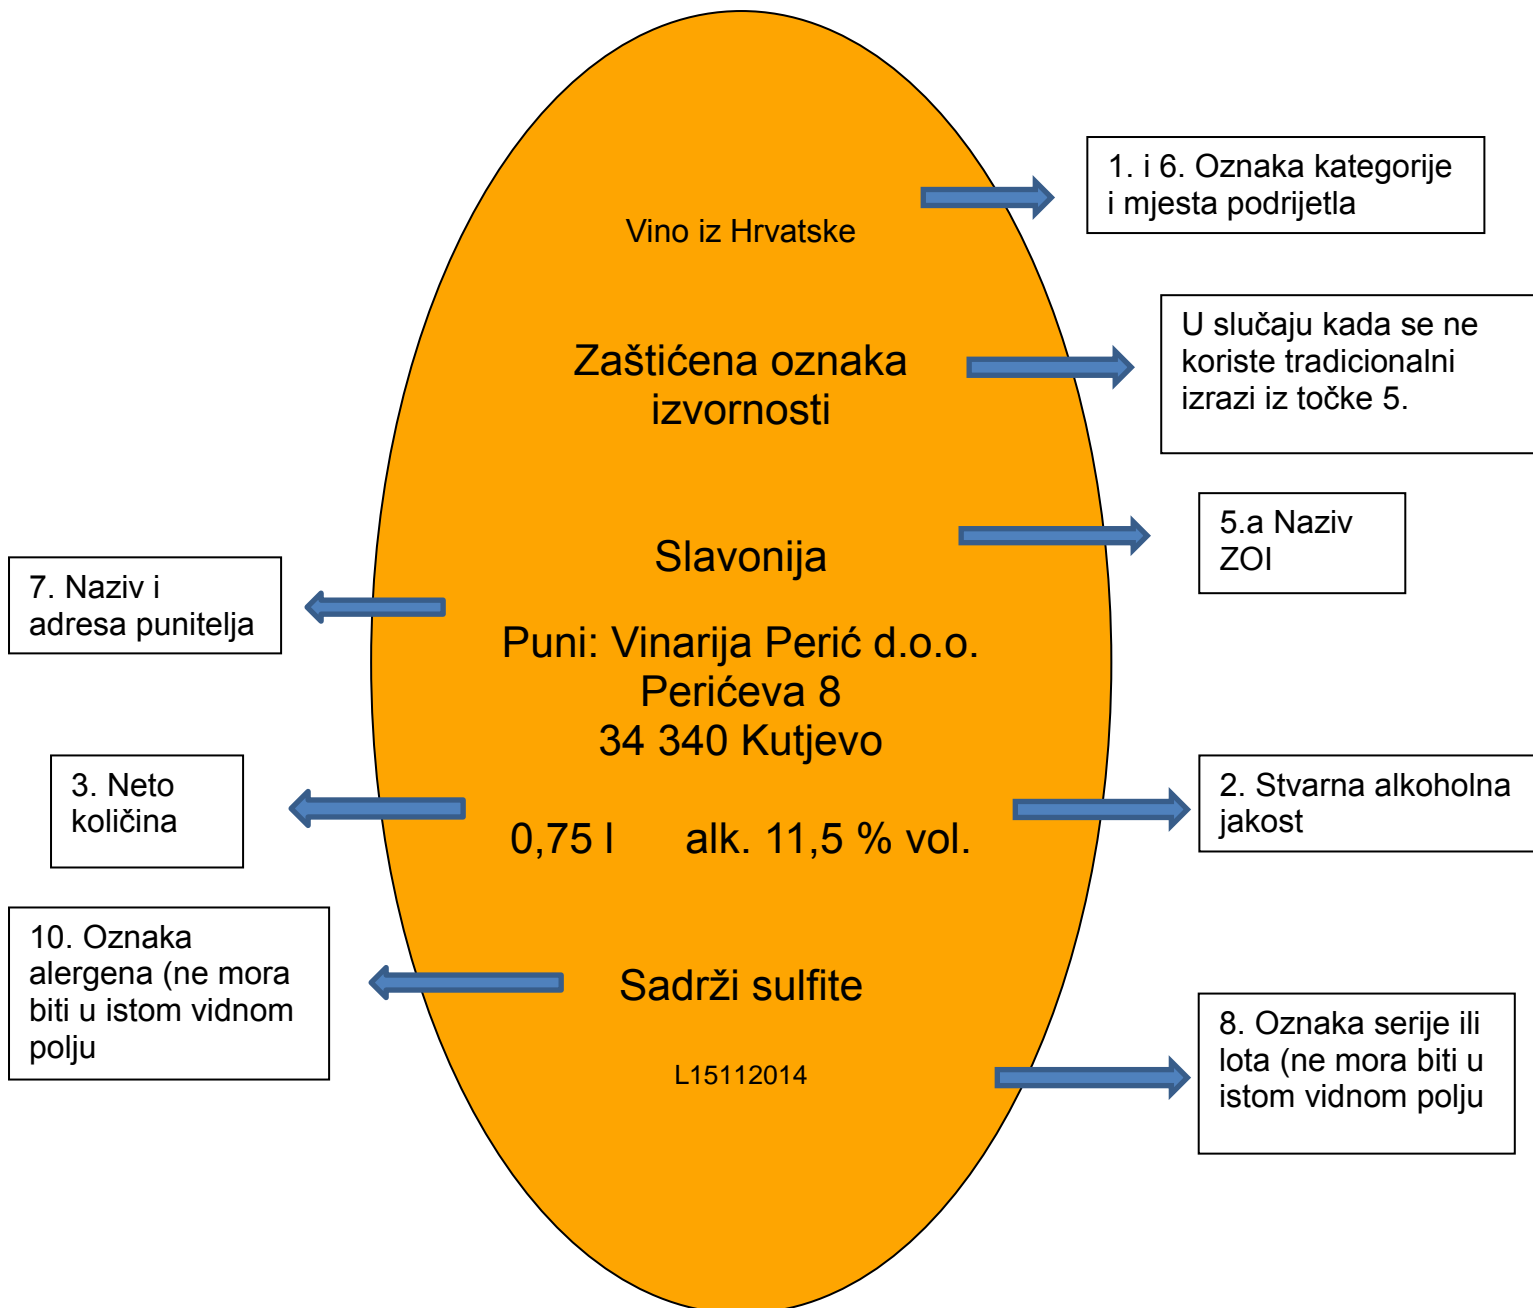 1. i 6. Oznaka kategorije
i mjesta podrijetla
Vino iz Hrvatske
U slučaju kada se ne
koriste tradicionalni
izrazi iz točke 5.
Zaštićena oznaka
izvornosti
5.a Naziv
ZOI
Slavonija
7. Naziv i
adresa punitelja
Puni: Vinarija Perić d.o.o.
Perićeva 8
34 340 Kutjevo
3. Neto
količina
2. Stvarna alkoholna
jakost
0,75 l alk. 11,5 % vol.
10. Oznaka
alergena (ne mora
biti u istom vidnom
polju
Sadrži sulfite
8. Oznaka serije ili
lota (ne mora biti u
istom vidnom polju
L15112014